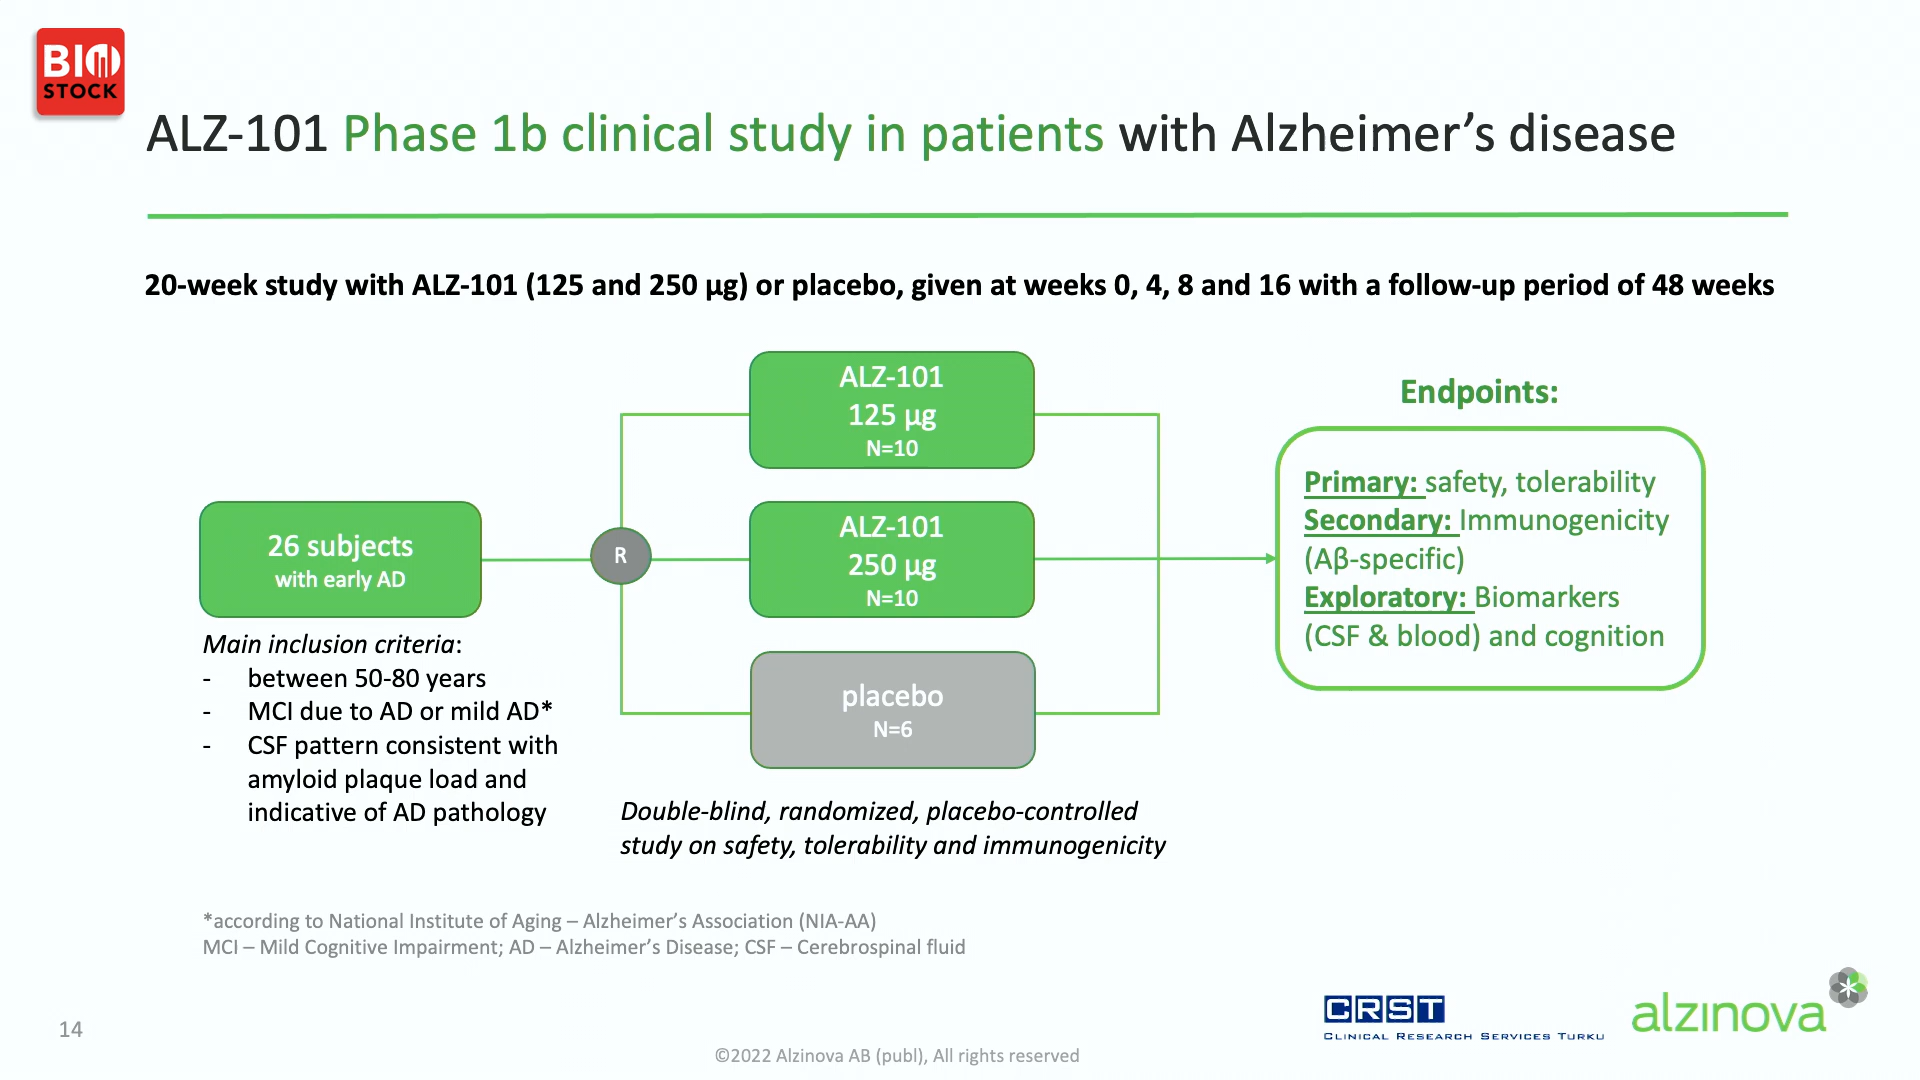 BIO
STOCK
ALZ-101 Phase 1b clinical study in patients with Alzheimer’s disease
20-week study with ALZ-101 (125 and 250 µg) or placebo, given at weeks 0, 4, 8 and 16 with a follow-up period of 48 weeks
26 subjects
with early AD
Main inclusion criteria:
- between 50-80 years
- MCI due to AD or mild AD*
- CSF pattern consistent with
amyloid plaque load and
indicative of AD pathology
R
ALZ-101
125 µg
N=10
ALZ-101
250 µg
N=10
placebo
N=6
Double-blind, randomized, placebo-controlled
study on safety, tolerability and immunogenicity
Endpoints:
Primary: safety, tolerability
Secondary: Immunogenicity
(Aβ-specific)
Exploratory: Biomarkers
(CSF & blood) and cognition
*according to National Institute of Aging – Alzheimer’s Association (NIA-AA)
MCI – Mild Cognitive Impairment; AD – Alzheimer’s Disease; CSF – Cerebrospinal fluid
14
©2022 Alzinova AB (publ), All rights reserved
CRST
CLINICAL RESEARCH SERVICES TURKU
alzinova